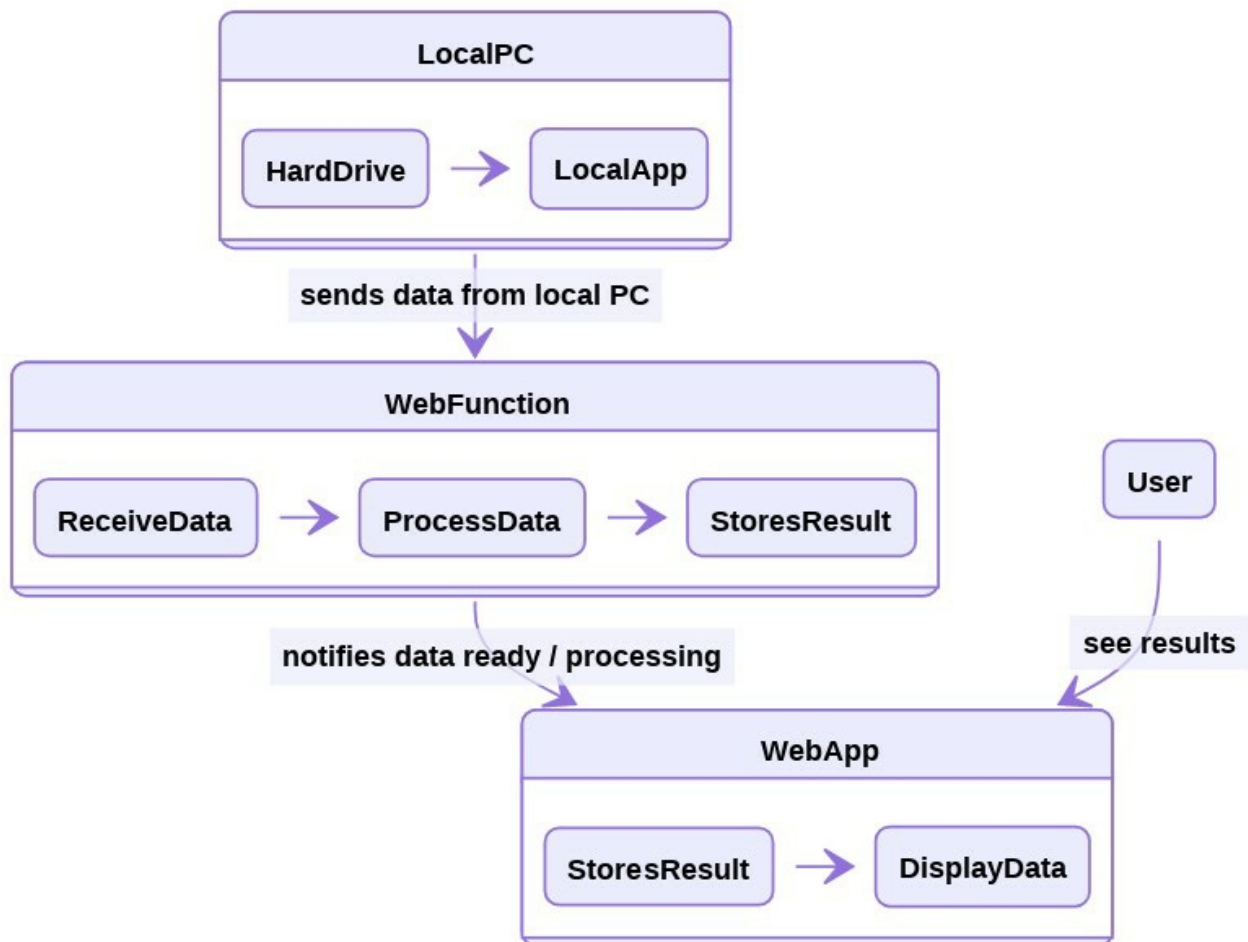 LocalPC
HardDrive
LocalApp
sends data from local PC
WebFunction
ReceiveData
ProcessData
StoresResult
User
notifies data ready / processing
see results
WebApp
StoresResult
DisplayData